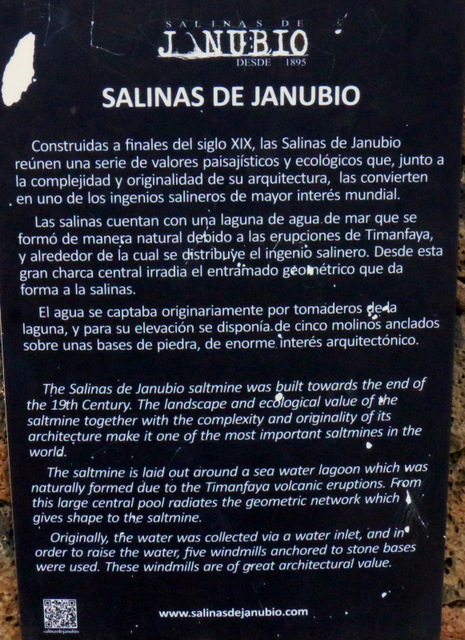 SALINAS DE
JANUBIO
DESDE 1895
SALINAS DE JANUBIO
Construidas a finales del siglo XIX, las Salinas de Janubio
reúnen una serie de valores paisajísticos y ecológicos que, junto a
la complejidad y originalidad de su arquitectura, las convierten
en uno de los ingenios salineros de mayor interés mundial.
Las salinas cuentan con una laguna de agua de mar que se
formó de manera natural debido a las erupciones de Timanfaya,
y alrededor de la cual se distribuye el ingenio salinero. Desde esta
gran charca central irradia el entramado geométrico que da
forma a la salinas.
El agua se captaba originariamente por tomaderos de la
laguna, y para su elevación se disponía de cinco molinos anclados
sobre unas bases de piedra, de enorme interés arquitectónico.
The Salinas de Janubio saltmine was built towards the end of
the 19th Century. The landscape and ecological value of the
saltmine together with the complexity and originality of its
architecture make it one of the most important saltmines in the
world.
The saltmine is laid out around a sea water lagoon which was
naturally formed due to the Timanfaya volcanic eruptions. From
this large central pool radiates the geometric network which
gives shape to the saltmine.
Originally, the water was collected via a water inlet, and in
order to raise the water, five windmills anchored to stone bases
were used. These windmills are of great architectural value.
salinasdejanubio
www.salinasdejanubio.com